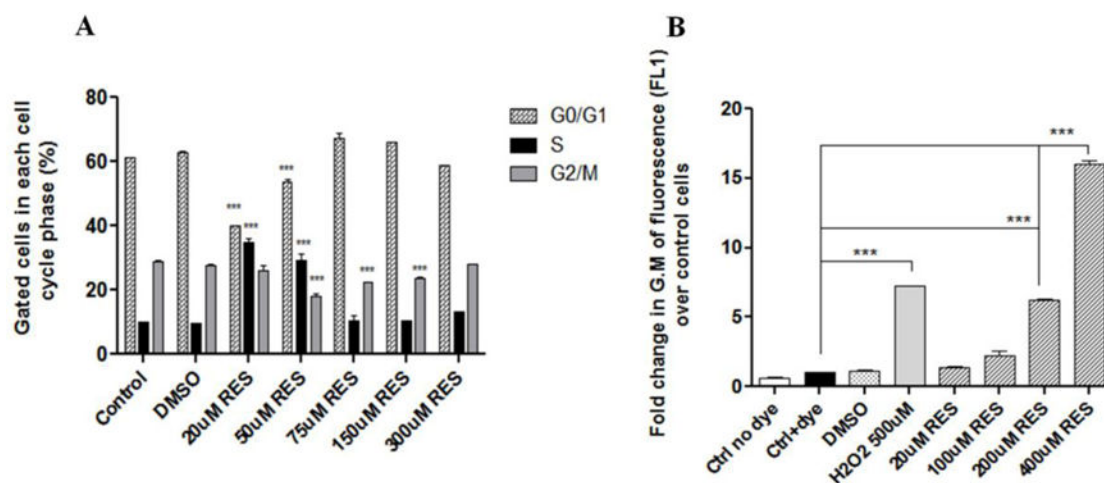 A
Gated cells in each cell
cycle phase (%)
80
60
40
20
0
***
***
***
***
***
***
***
G0/G1
S
G2/M
Control
DMSO
20uM RES
50uM RES
75uM RES
150uM RES
300uM RES
B
Fold change in G.M of fluorescence (FL1)
over control cells
20
15
10
5
0
***
***
***
Ctrl no dye
Ctrl+dye
DMSO
H2O2 500uM
20uM RES
100uM RES
200uM RES
400uM RES